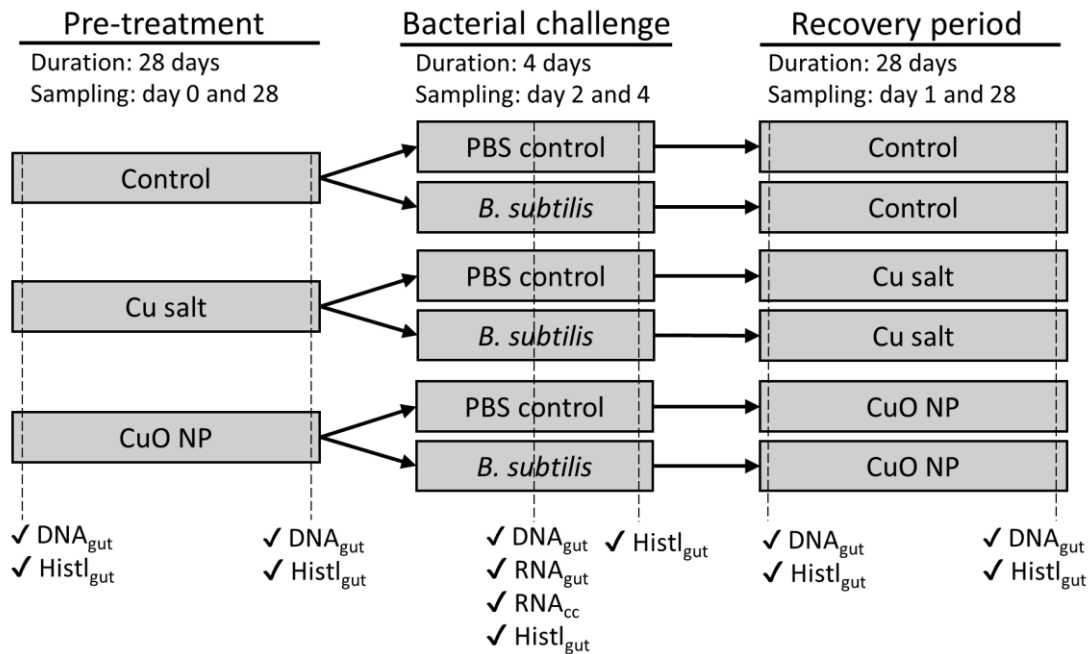 Pre-treatment
Duration: 28 days
Sampling: day 0 and 28
Control
Cu salt
CuO NP
✓ DNAgut
✓ Histlgut
✓ DNAgut
✓ Histlgut
Bacterial challenge
Duration: 4 days
Sampling: day 2 and 4
PBS control
B. subtilis
PBS control
B. subtilis
PBS control
B. subtilis
✓ DNAgut
✓ RNAgut
✓ RNAcc
✓ Histlgut
✓ Histlgut
Recovery period
Duration: 28 days
Sampling: day 1 and 28
Control
Control
Cu salt
Cu salt
CuO NP
CuO NP
✓ DNAgut
✓ Histlgut
✓ DNAgut
✓ Histlgut